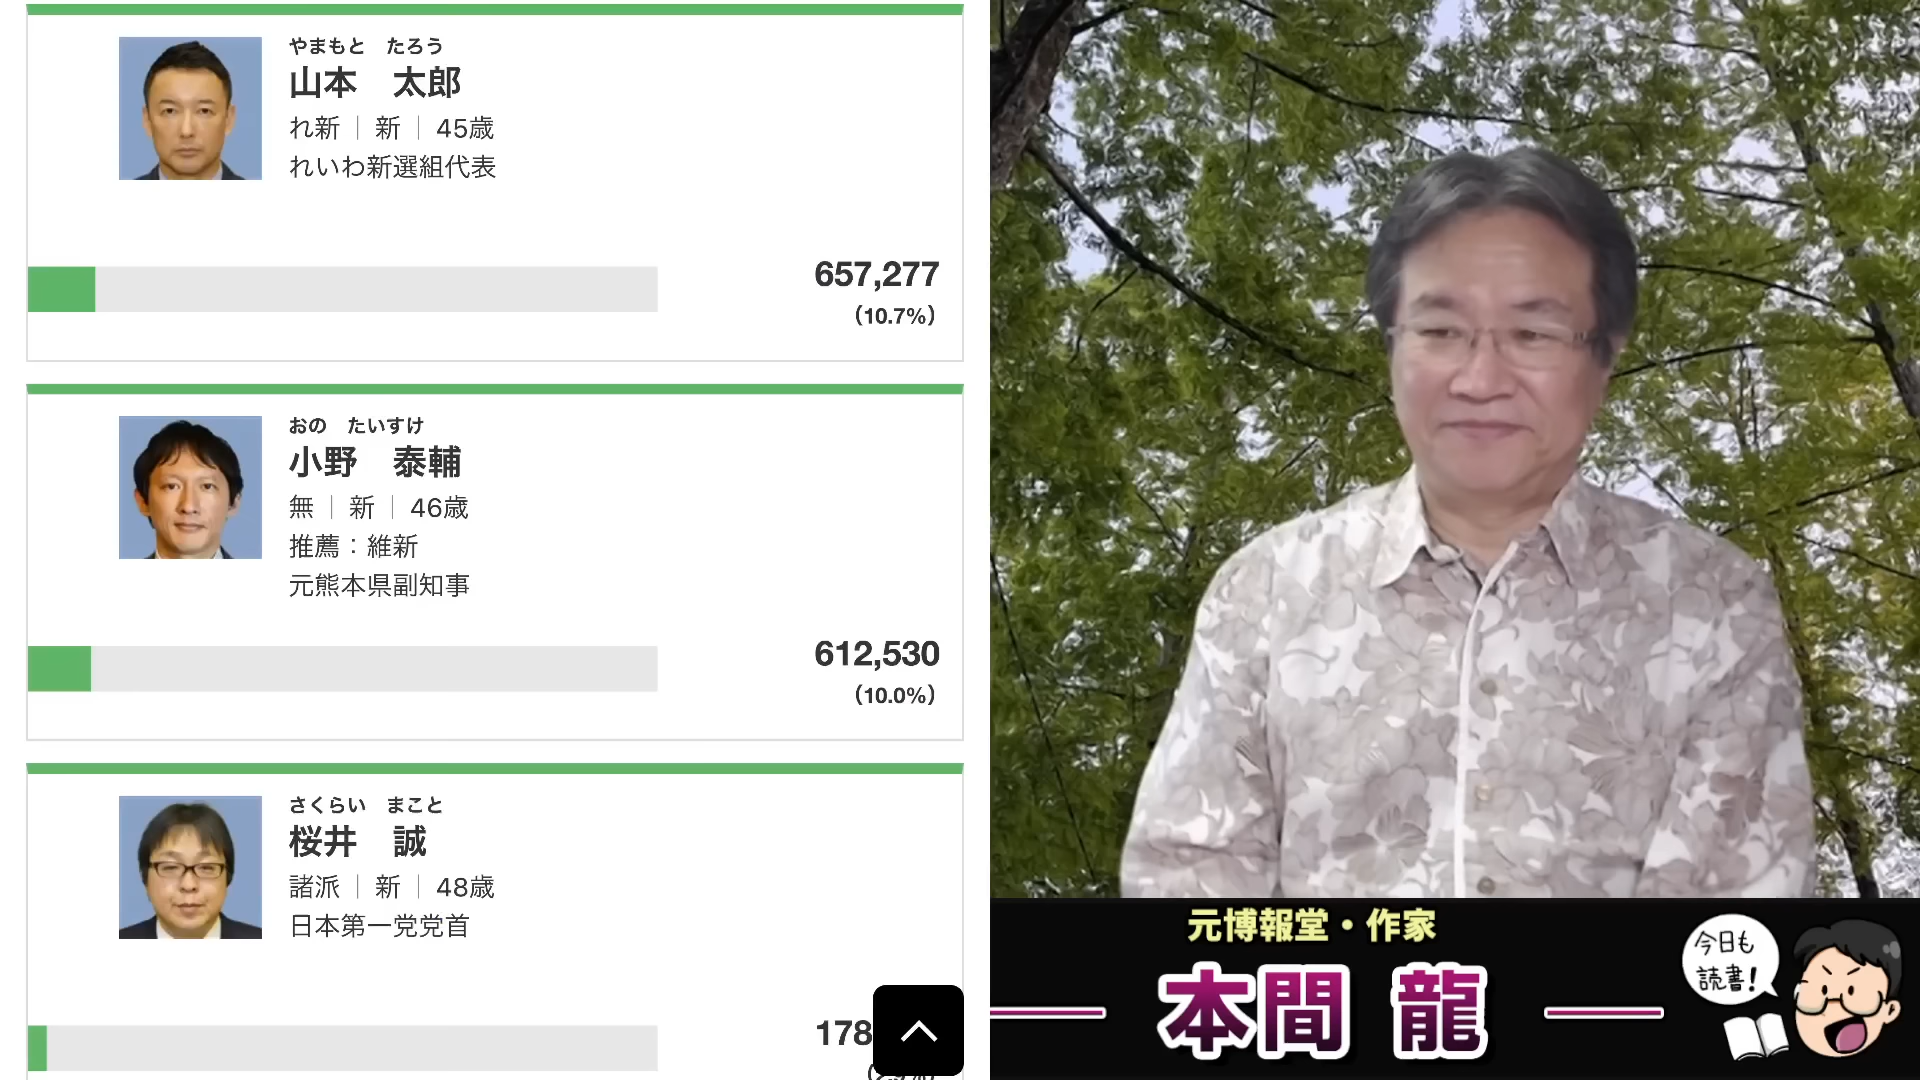 やまもと　たろう
山本　太郎
れ新｜新｜45歳
れいわ新選組代表
657,277
（10.7%）
おの　たいすけ
小野　泰輔
無｜新｜46歳
推薦：維新
元熊本県副知事
612,530
（10.0%）
さくらい　まこと
桜井　誠
諸派｜新｜48歳
日本第一党党首
178
元博報堂・作家
本間 龍
今日も
読書！